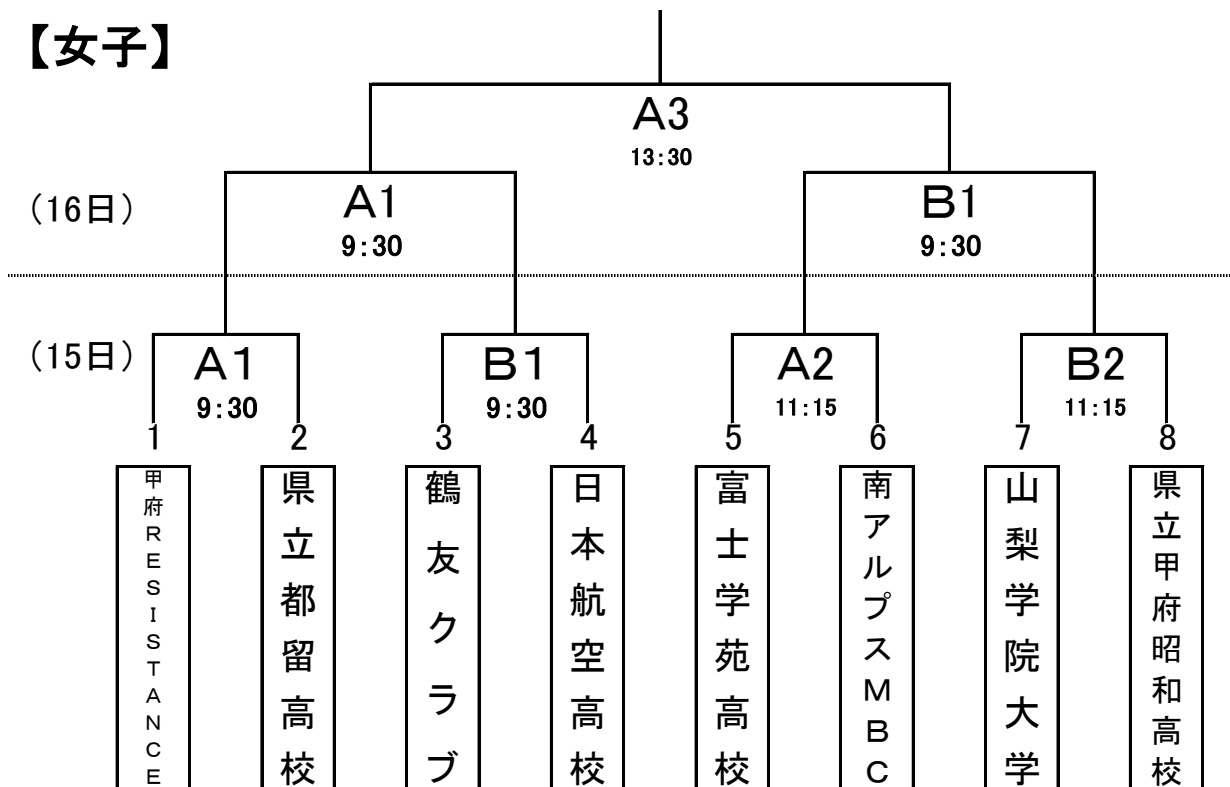 【女子】
A3
13:30
(16日)
A1
9:30
B1
9:30
(15日)
A1
9:30
B1
9:30
A2
11:15
B2
11:15
1
2
3
4
5
6
7
8
甲府RESISTANCE
県立都留高校
鶴友クラブ
日本航空高校
富士学苑高校
南アルプスMBC
山梨学院大学
県立甲府昭和高校